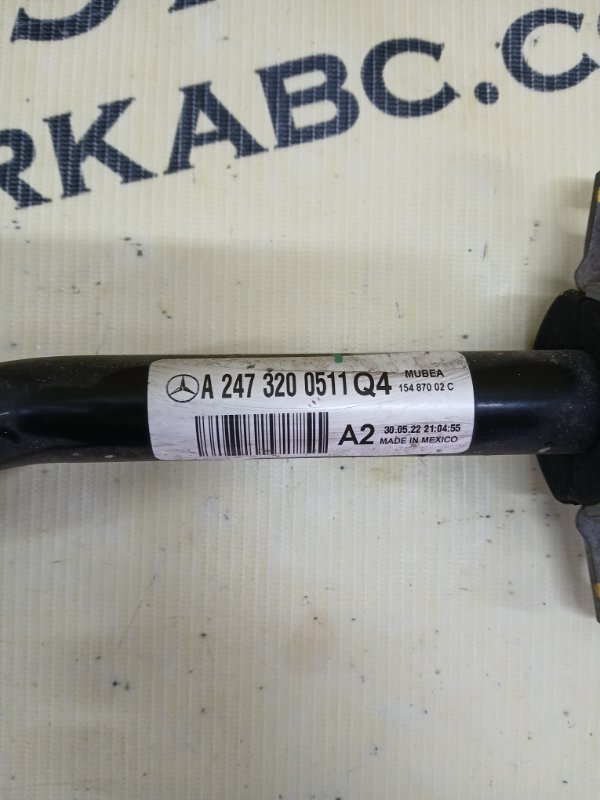 RKABC.C
A 247 320 0511 Q4
MUBEA
154 870 02 C
A2
30.05.22 21:04:55
MADE IN MEXICO